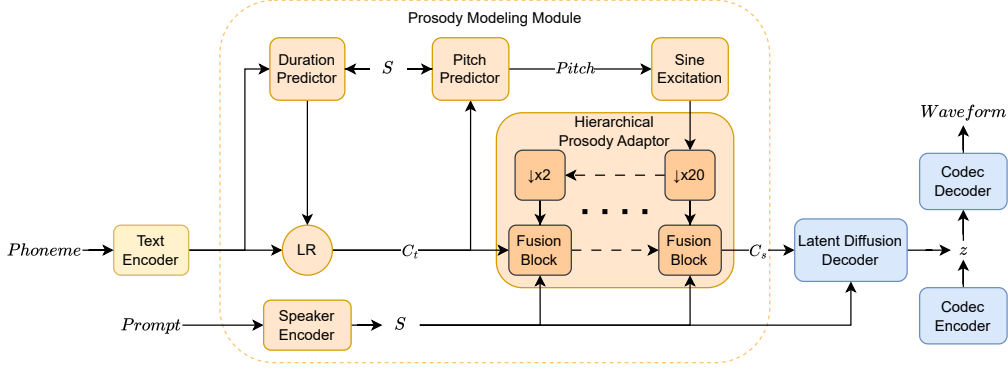 Prosody Modeling Module
Duration
Predictor
S
Pitch
Predictor
Pitch
Sine
Excitation
Hierarchical
Prosody Adaptor
↓x2
↓x20
Waveform
Codec
Decoder
Phoneme
Text
Encoder
LR
C_t
Fusion
Block
Fusion
Block
C_s
Latent Diffusion
Decoder
z
Prompt
Speaker
Encoder
S
Codec
Encoder